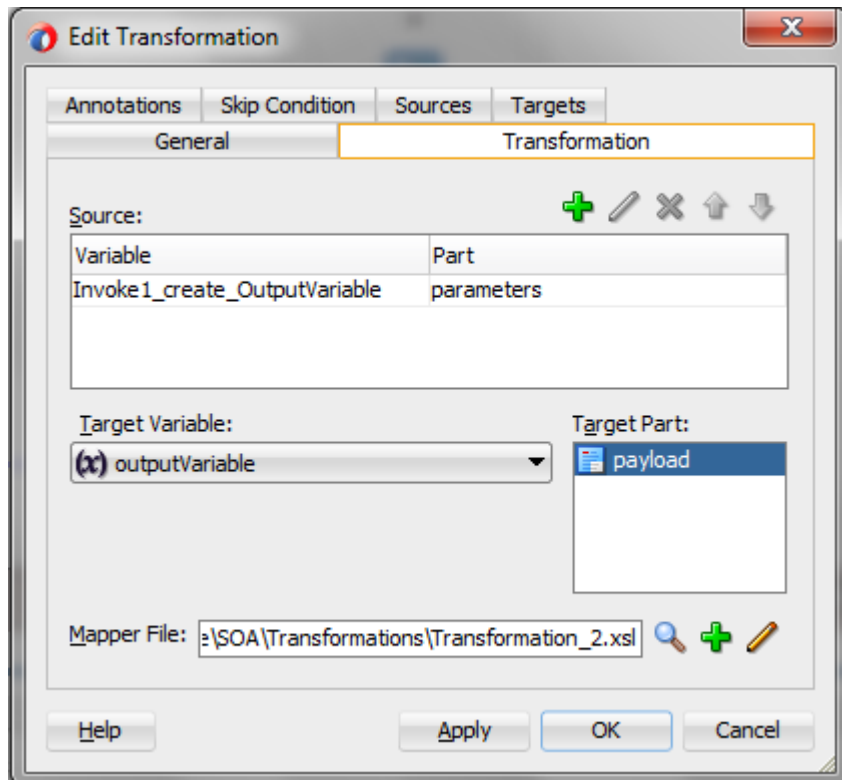 Edit Transformation
Annotations Skip Condition Sources Targets
General Transformation
Source:
Variable Part
Invoke1_create_OutputVariable parameters
Target Variable: Target Part:
(x) outputVariable payload
Mapper File: e\SOA\Transformations\Transformation_2.xsl
Help Apply OK Cancel